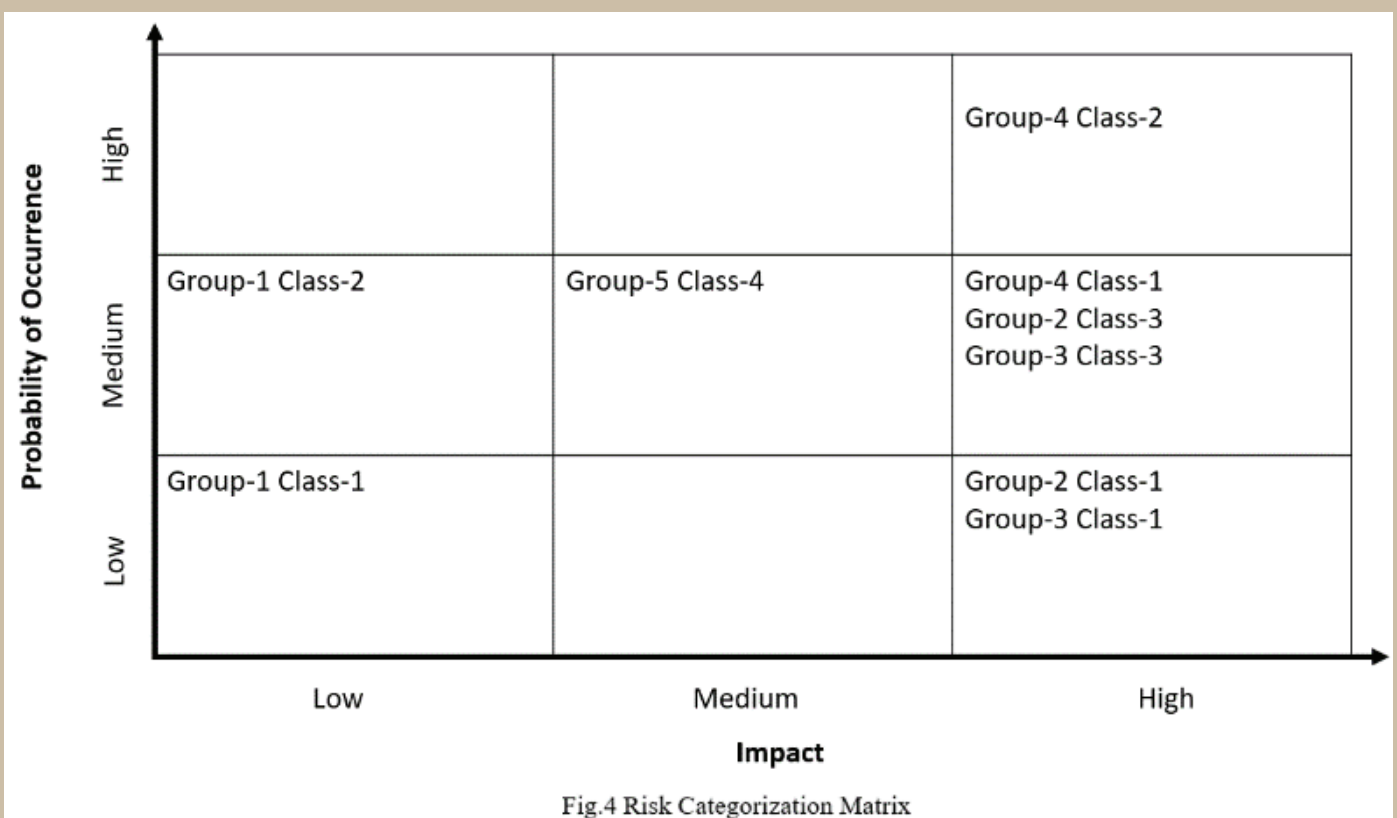 Probability of Occurrence
High
Group-4 Class-2
Medium
Group-1 Class-2
Group-5 Class-4
Group-4 Class-1
Group-2 Class-3
Group-3 Class-3
Low
Group-1 Class-1
Group-2 Class-1
Group-3 Class-1
Low
Medium
High
Impact
Fig.4 Risk Categorization Matrix